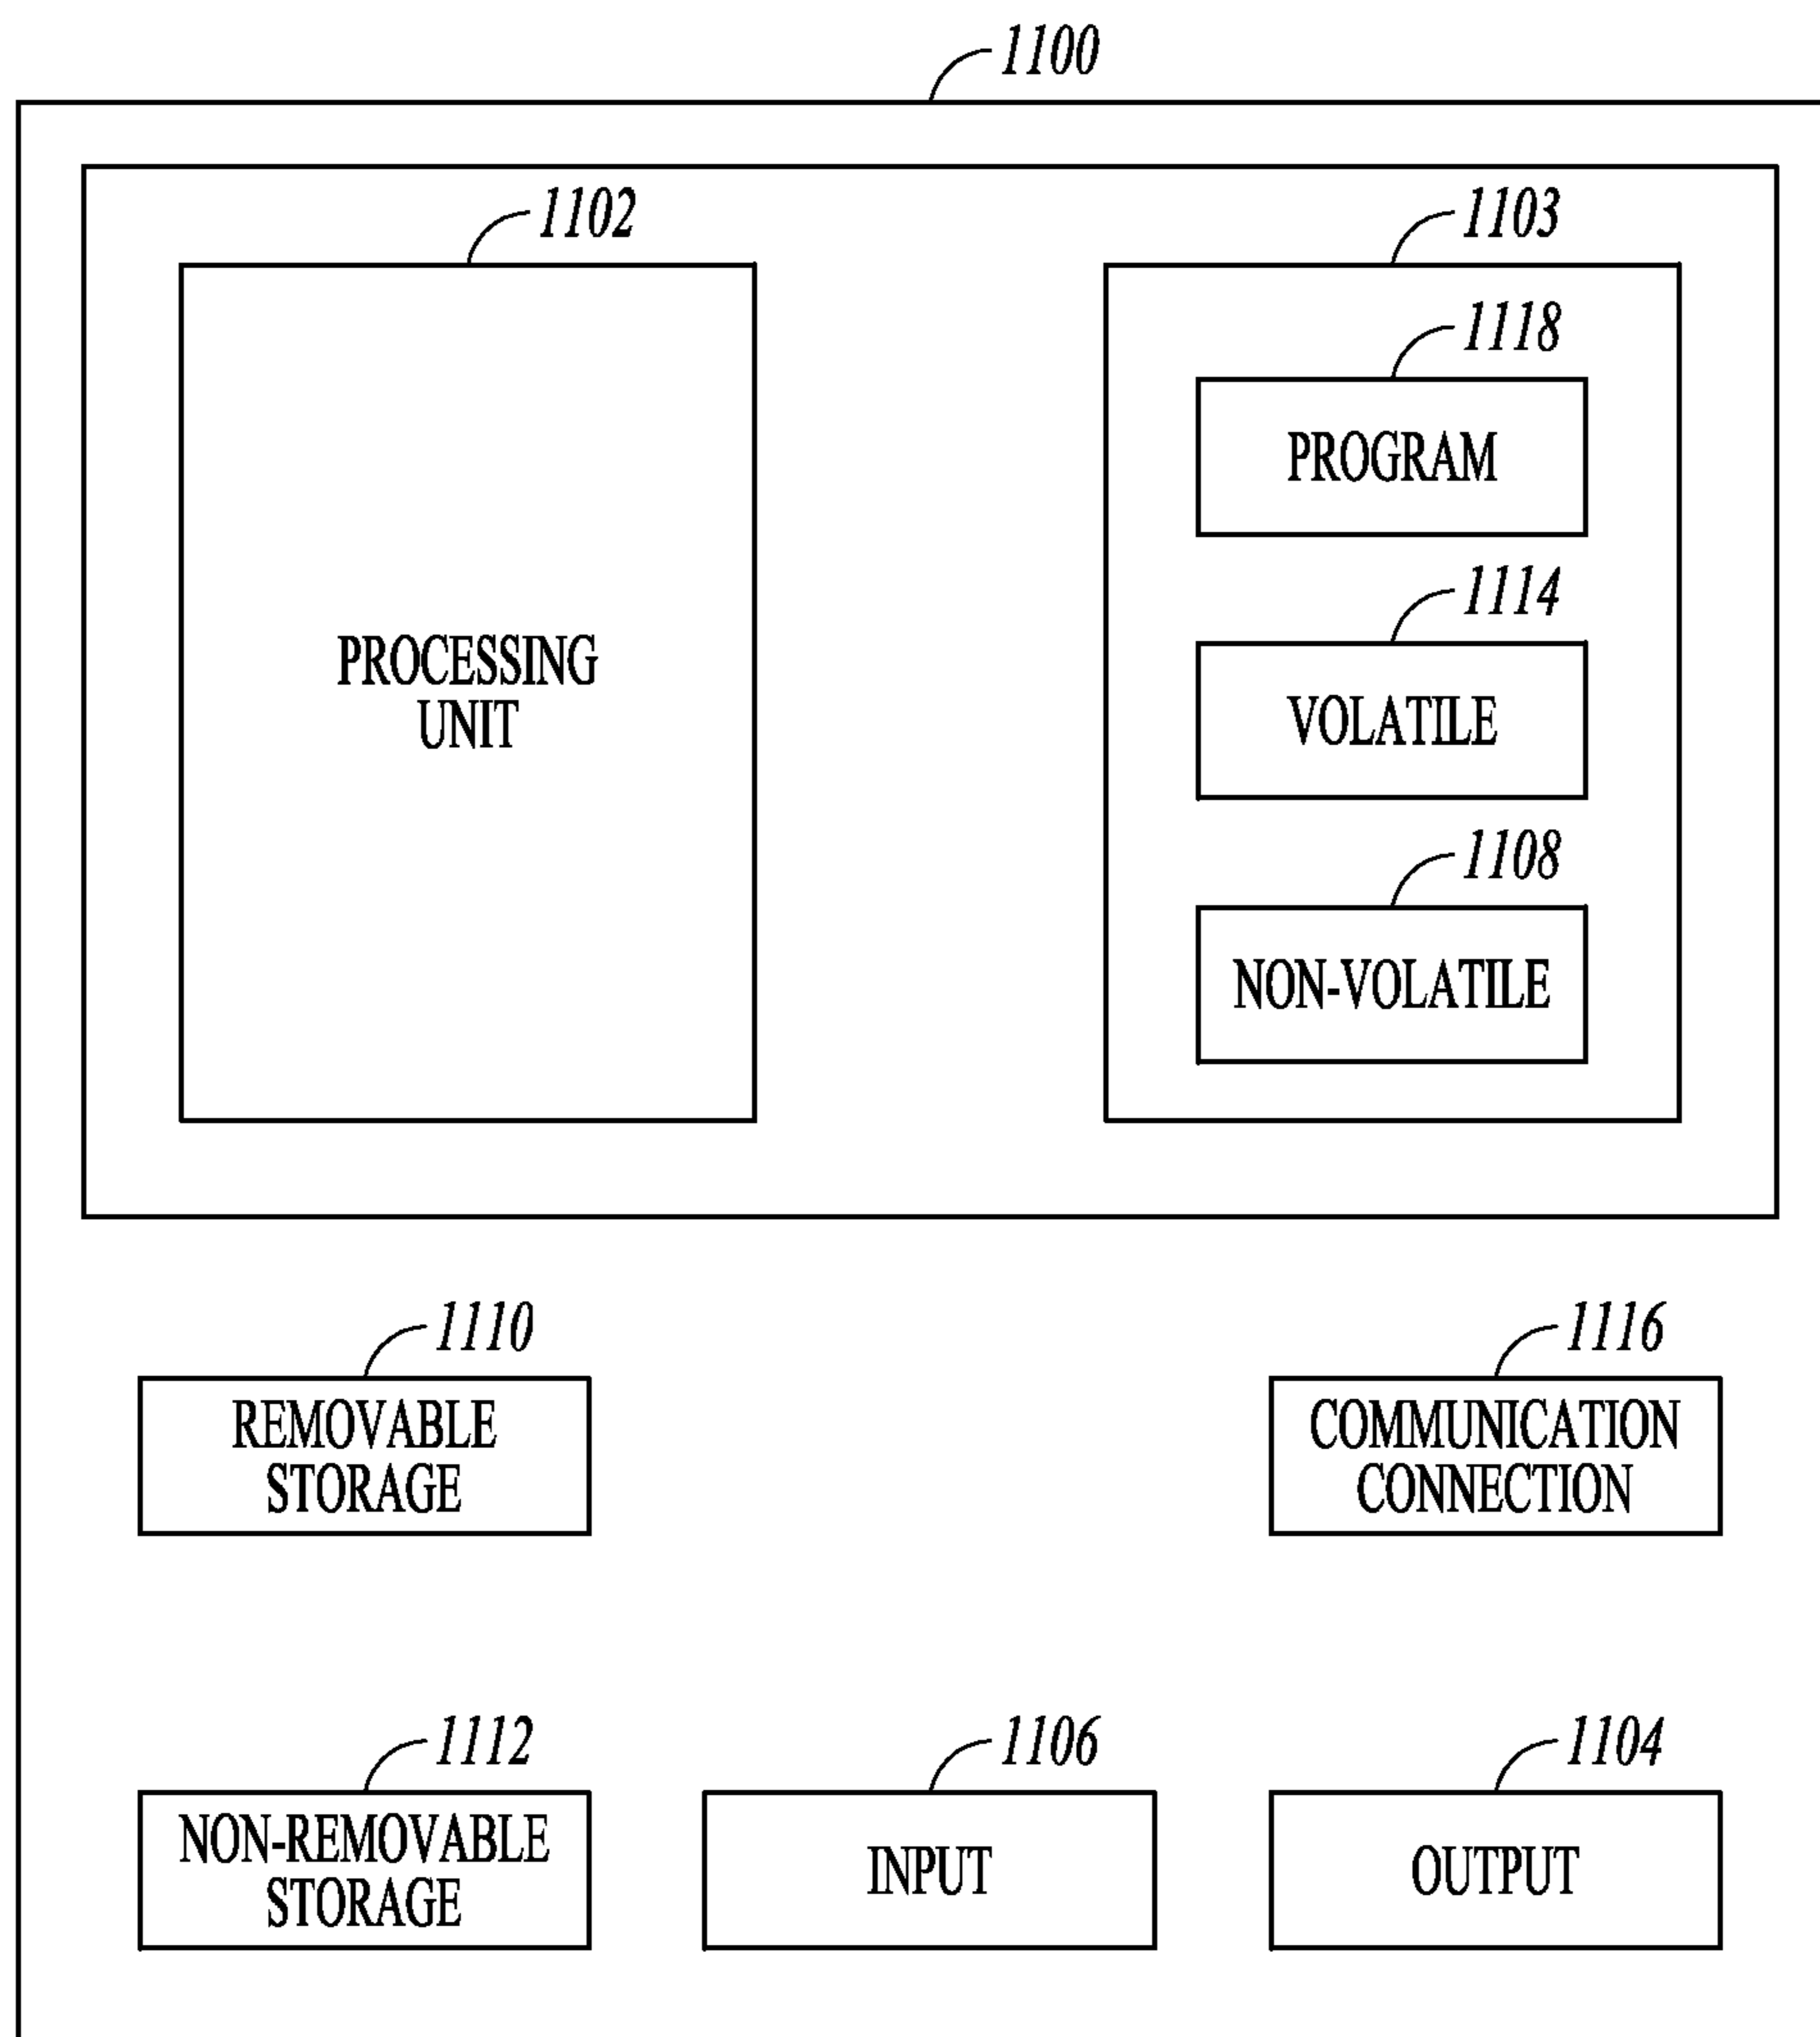 1100
1102
1103
1118
PROGRAM
1114
PROCESSING
UNIT
VOLATILE
1108
NON-VOLATILE
1110
1116
REMOVABLE
STORAGE
COMMUNICATION
CONNECTION
1112
1106
1104
NON-REMOVABLE
STORAGE
INPUT
OUTPUT